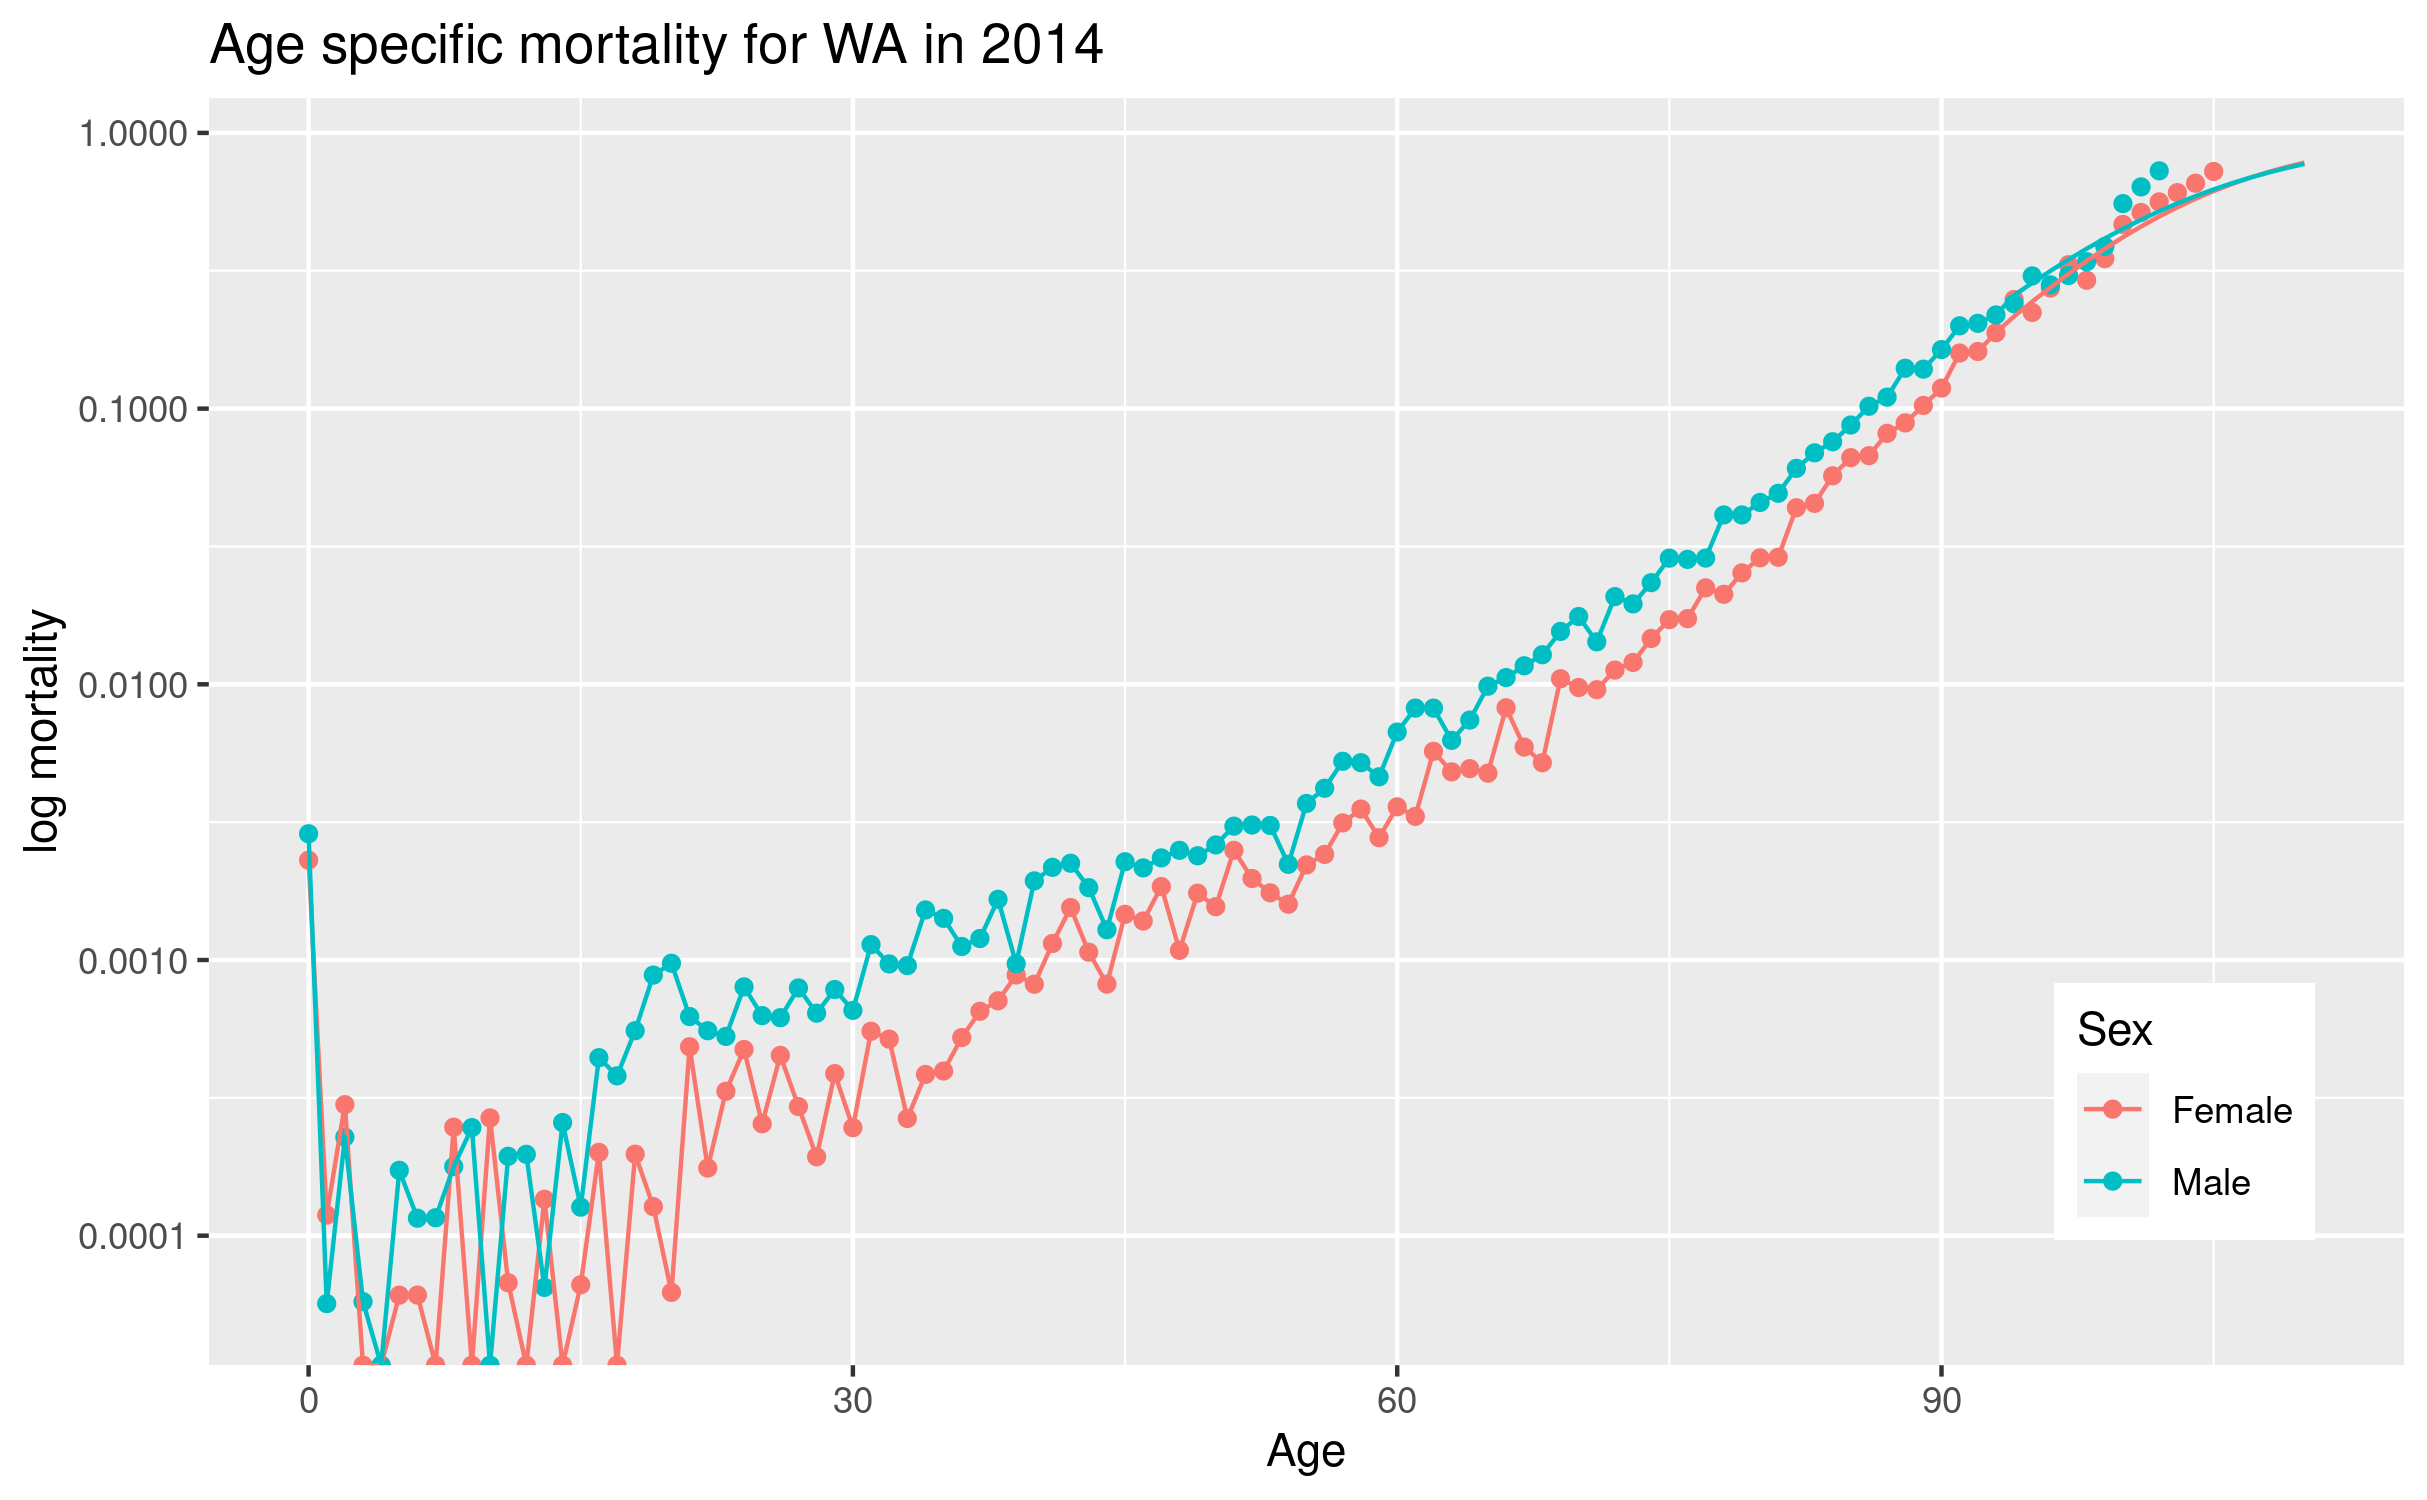 Age specific mortality for WA in 2014
1.0000
0.1000
0.0100
0.0010
0.0001
log mortality
0
30
60
90
Age
Sex
Female
Male